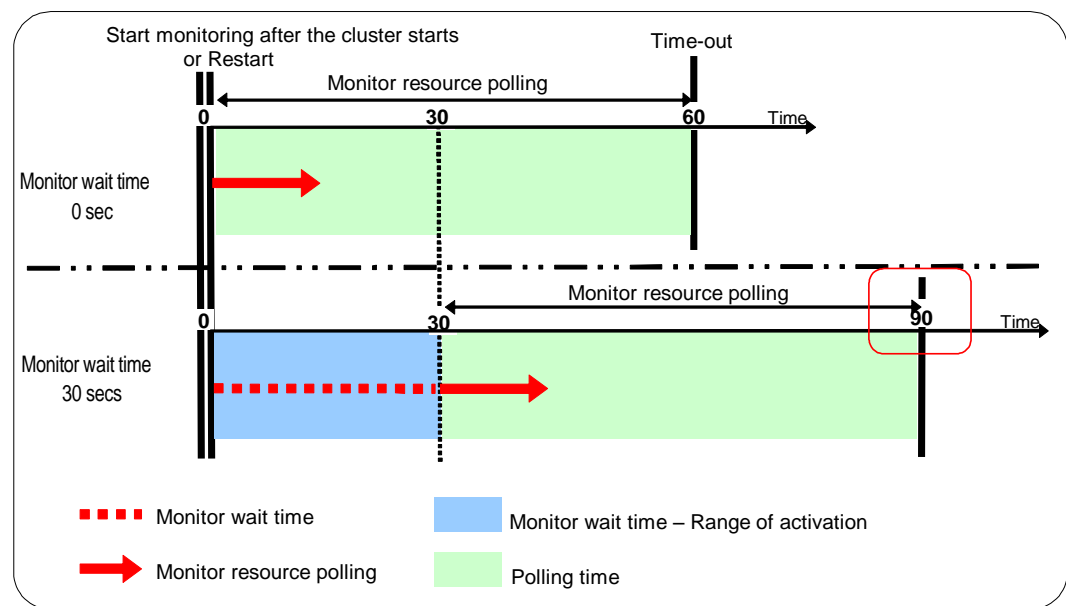 Start monitoring after the cluster starts
or Restart
Time-out
Monitor resource polling
0
30
60
Time
Monitor wait time
0 sec
Monitor resource polling
0
30
90
Time
Monitor wait time
30 secs
Monitor wait time
Monitor wait time – Range of activation
Monitor resource polling
Polling time